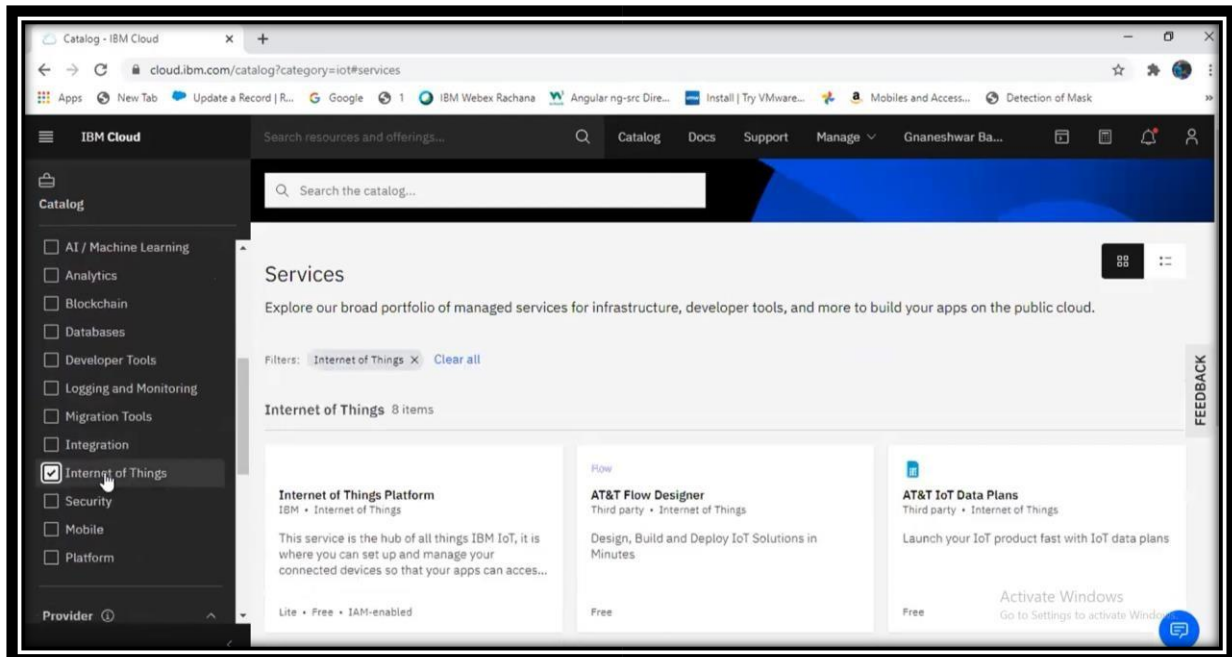 Catalog - IBM Cloud
cloud.ibm.com/catalog?category=iot#services
Apps New Tab Update a Record | R... Google 1 IBM Webex Rachana Angular ng-src Dire... Install | Try VMware... Mobiles and Access... Detection of Mask »
IBM Cloud Search resources and offerings... Catalog Docs Support Manage Gnaneshwar Ba...
Catalog
Search the catalog...
AI / Machine Learning
Analytics
Blockchain
Databases
Developer Tools
Logging and Monitoring
Migration Tools
Integration
Internet of Things
Security
Mobile
Platform
Provider
Services
Explore our broad portfolio of managed services for infrastructure, developer tools, and more to build your apps on the public cloud.
Filters: Internet of Things X Clear all
Internet of Things 8 items
Internet of Things Platform
IBM • Internet of Things
This service is the hub of all things IBM IoT, it is
where you can set up and manage your
connected devices so that your apps can acces...
Lite • Free • IAM-enabled
Flow
AT&T Flow Designer
Third party • Internet of Things
Design, Build and Deploy IoT Solutions in
Minutes
Free
AT&T IoT Data Plans
Third party • Internet of Things
Launch your IoT product fast with IoT data plans
Free
FEEDBACK
Activate Windows
Go to Settings to activate Windows.